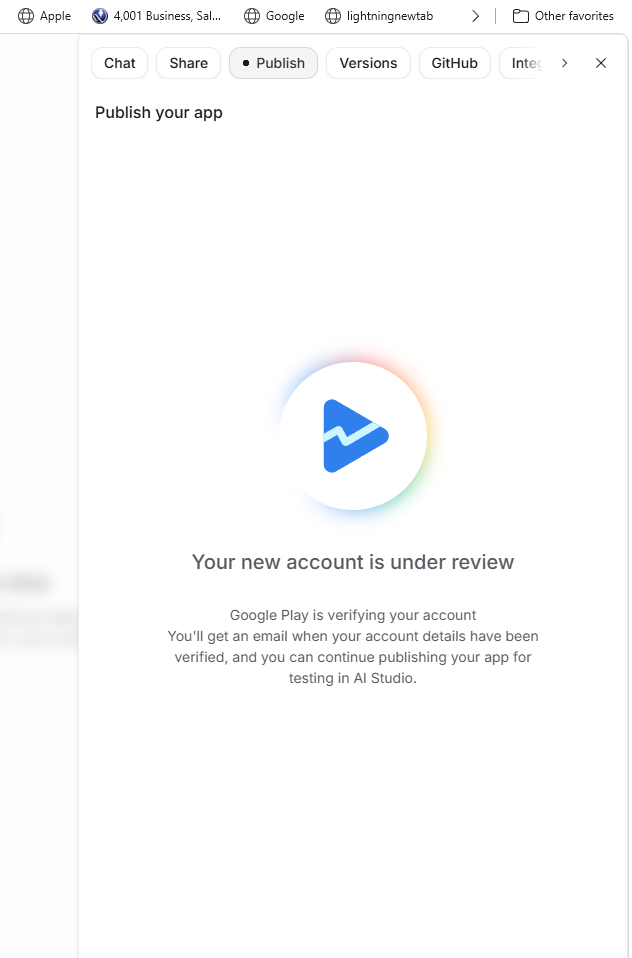 Apple
4,001 Business, Sal...
Google
lightningnewtab
Other favorites
Chat
Share
Publish
Versions
GitHub
Publish your app
Your new account is under review
Google Play is verifying your account
You'll get an email when your account details have been
verified, and you can continue publishing your app for
testing in AI Studio.